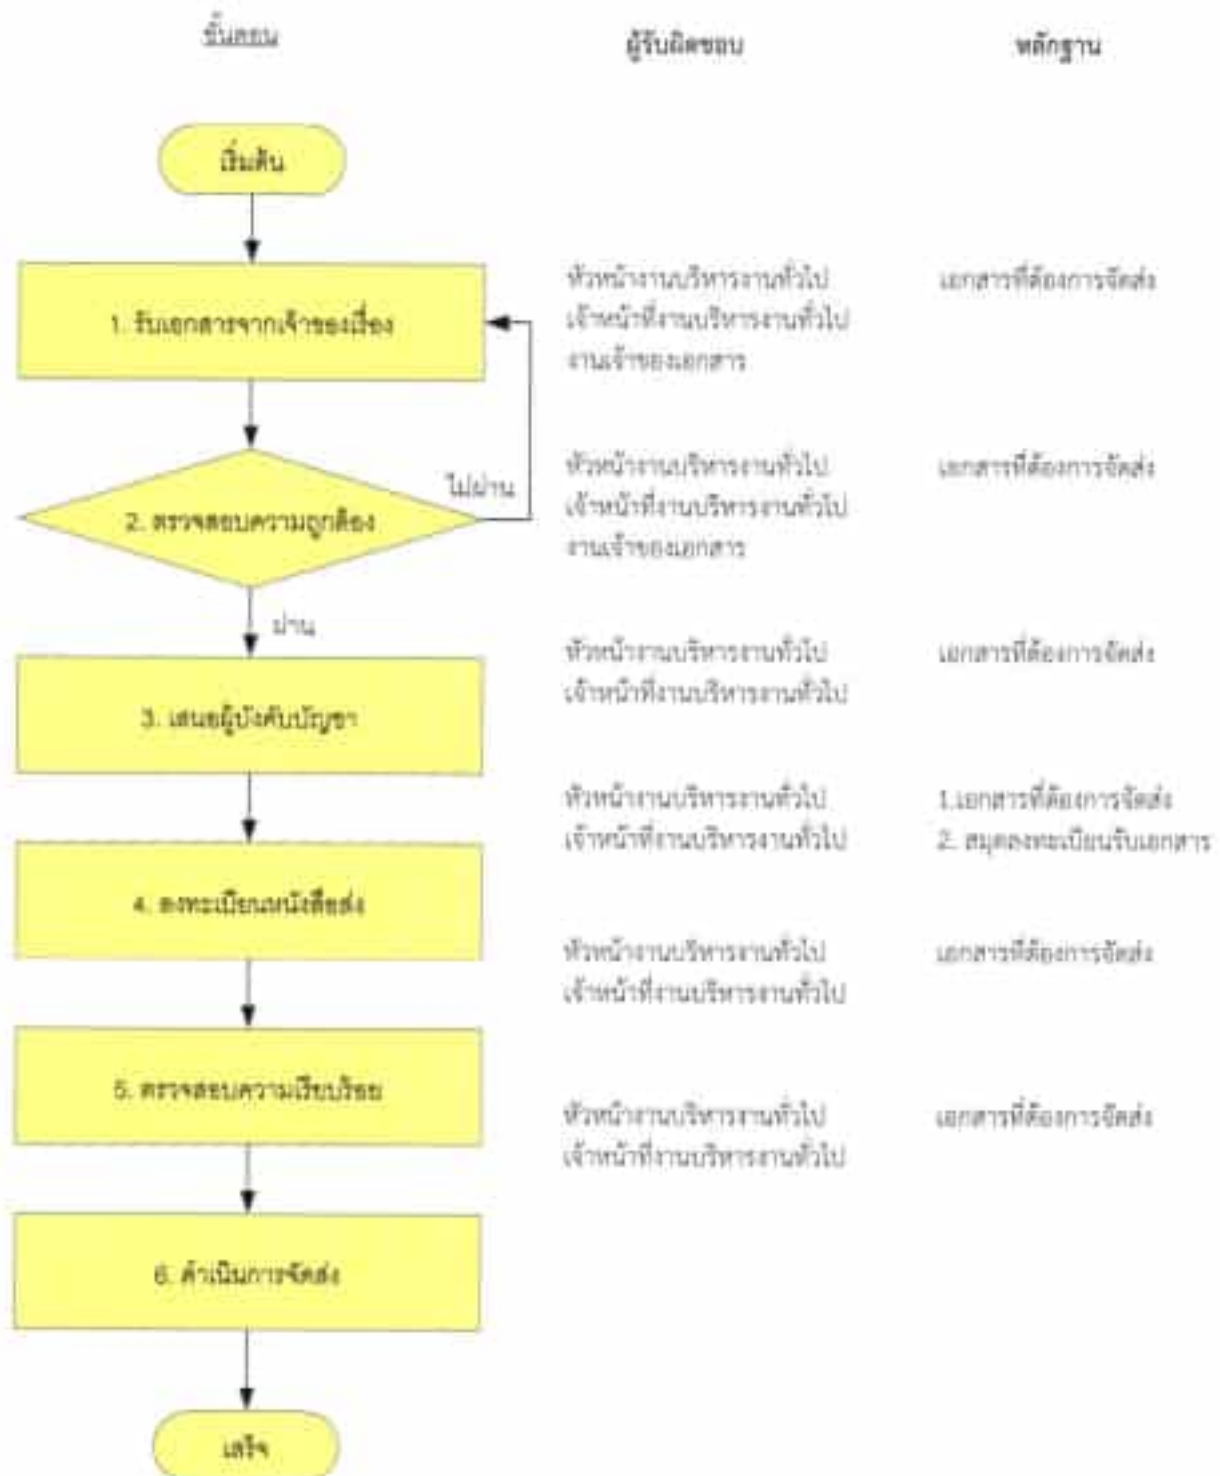 ขั้นตอน
ผู้รับผิดชอบ
หลักฐาน
เริ่มต้น
1. รับเอกสารจากเจ้าของเรื่อง
หัวหน้างานบริหารงานทั่วไป
เจ้าหน้าที่งานบริหารงานทั่วไป
งานเจ้าของเอกสาร
เอกสารที่ต้องการจัดส่ง
2. ตรวจสอบความถูกต้อง
ไม่ผ่าน
ผ่าน
หัวหน้างานบริหารงานทั่วไป
เจ้าหน้าที่งานบริหารงานทั่วไป
งานเจ้าของเอกสาร
เอกสารที่ต้องการจัดส่ง
3. เสนอผู้บังคับบัญชา
หัวหน้างานบริหารงานทั่วไป
เจ้าหน้าที่งานบริหารงานทั่วไป
เอกสารที่ต้องการจัดส่ง
4. ลงทะเบียนหนังสือส่ง
หัวหน้างานบริหารงานทั่วไป
เจ้าหน้าที่งานบริหารงานทั่วไป
1.เอกสารที่ต้องการจัดส่ง
2. สมุดลงทะเบียนรับเอกสาร
5. ตรวจสอบความเรียบร้อย
หัวหน้างานบริหารงานทั่วไป
เจ้าหน้าที่งานบริหารงานทั่วไป
เอกสารที่ต้องการจัดส่ง
6. ดำเนินการจัดส่ง
หัวหน้างานบริหารงานทั่วไป
เจ้าหน้าที่งานบริหารงานทั่วไป
เอกสารที่ต้องการจัดส่ง
เสร็จ